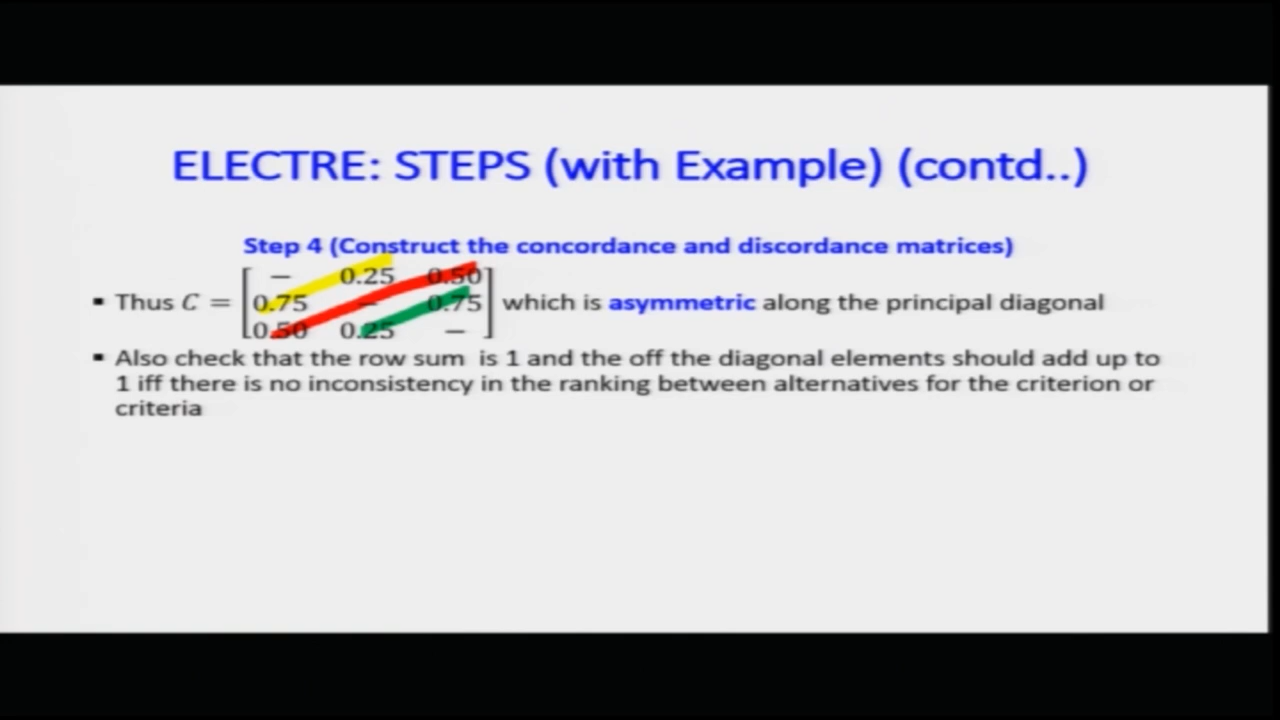 ELECTRE: STEPS (with Example) (contd..)
Step 4 (Construct the concordance and discordance matrices)
− 0.25 0.50
▪ Thus C = 0.75 − 0.75 which is asymmetric along the principal diagonal
0.50 0.25 −
▪ Also check that the row sum is 1 and the off the diagonal elements should add up to
1 iff there is no inconsistency in the ranking between alternatives for the criterion or
criteria